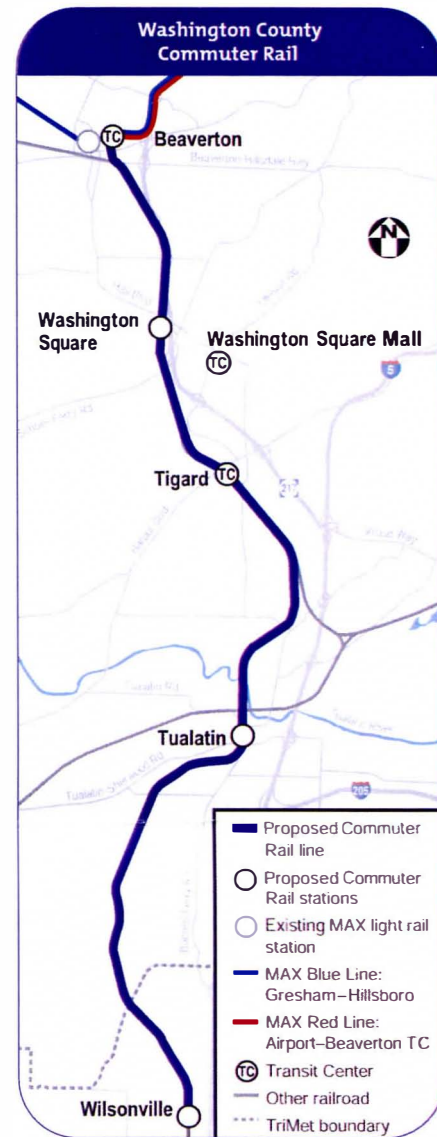 Washington County
Commuter Rail
TC
Beaverton
N
Washington
Square
Washington Square Mall
TC
5
Tigard
TC
217
Tualatin
205
Proposed Commuter
Rail line
Proposed Commuter
Rail stations
Existing MAX light rail
station
MAX Blue Line:
Gresham–Hillsboro
MAX Red Line:
Airport–Beaverton TC
TC
Transit Center
Other railroad
TriMet boundary
Wilsonville